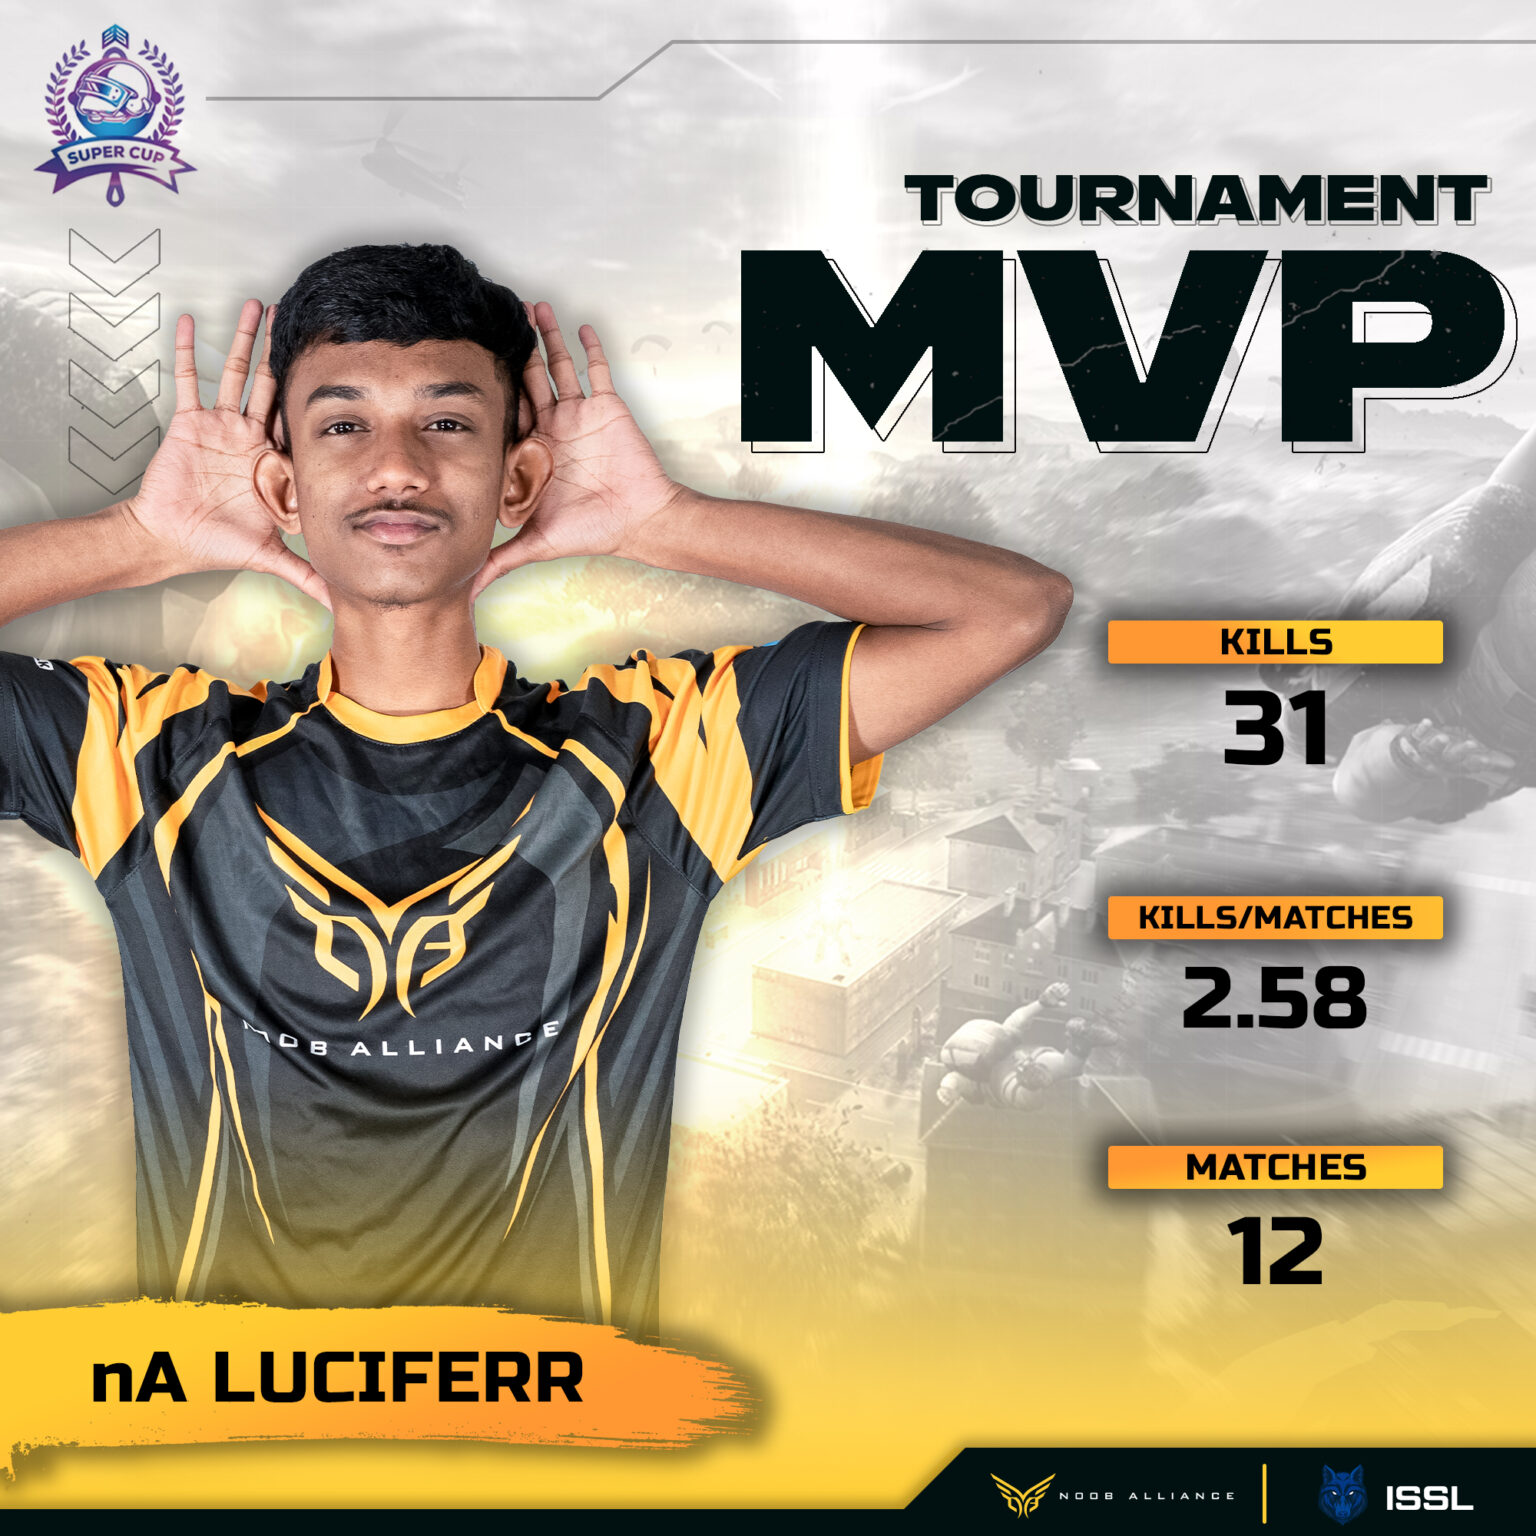 SUPER CUP
TOURNAMENT
MVP
KILLS
31
KILLS/MATCHES
2.58
MATCHES
12
NOOB ALLIANCE
nA LUCIFERR
NOOB ALLIANCE
ISSL